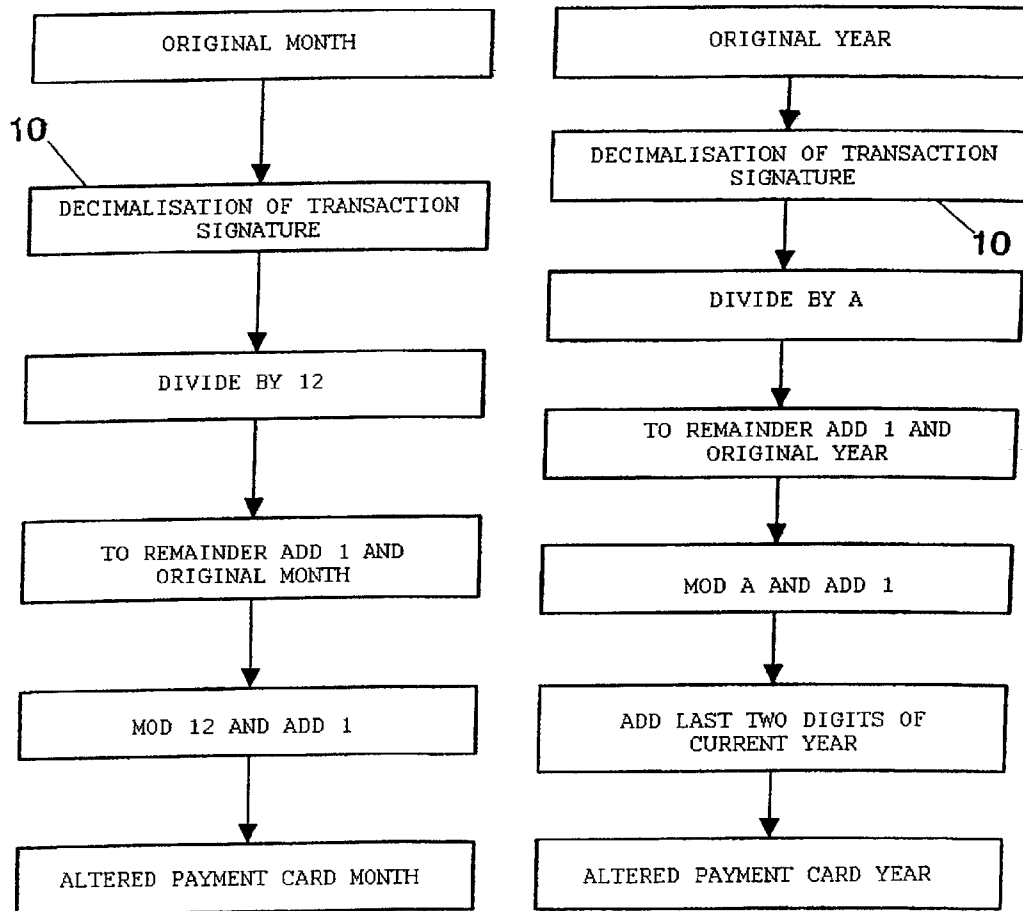 ORIGINAL MONTH
10
DECIMALISATION OF TRANSACTION
SIGNATURE
DIVIDE BY 12
TO REMAINDER ADD 1 AND
ORIGINAL MONTH
MOD 12 AND ADD 1
ALTERED PAYMENT CARD MONTH
ORIGINAL YEAR
DECIMALISATION OF TRANSACTION
SIGNATURE
10
DIVIDE BY A
TO REMAINDER ADD 1 AND
ORIGINAL YEAR
MOD A AND ADD 1
ADD LAST TWO DIGITS OF
CURRENT YEAR
ALTERED PAYMENT CARD YEAR